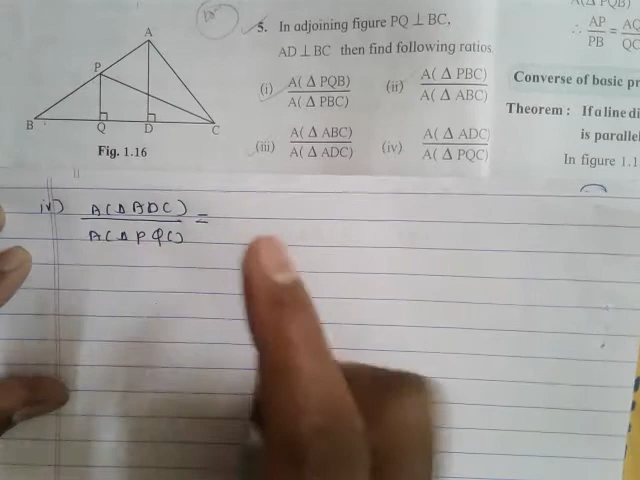 5. In adjoining figure PQ ⊥ BC,
AD ⊥ BC then find following ratios
(i) A(Δ PQB) / A(Δ PBC) (ii) A(Δ PBC) / A(Δ ABC)
(iii) A(Δ ABC) / A(Δ ADC) (iv) A(Δ ADC) / A(Δ PQC)
A
P
B
Q
D
C
Fig. 1.16
A(Δ PQB)
∴ AP/PB = AQ/QC
Converse of basic pr
Theorem : If a line di
is paralle
In figure 1.1
iv) A(Δ ADC) =
A(Δ PQC)